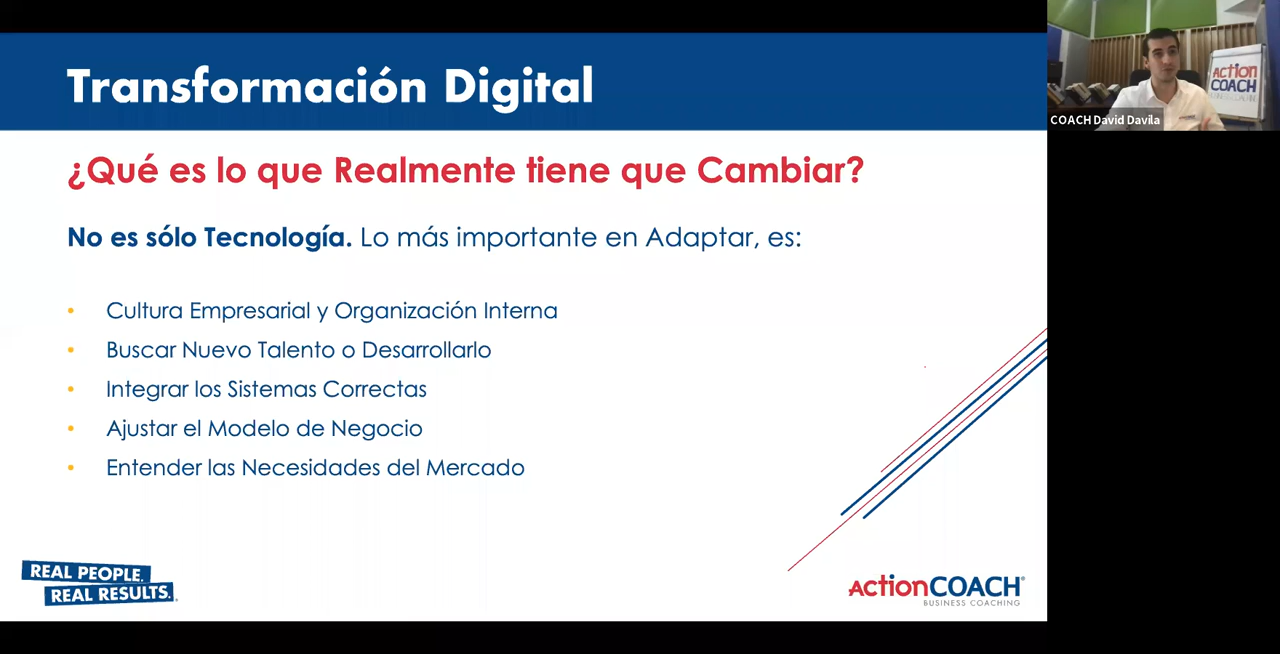 Transformación Digital
¿Qué es lo que Realmente tiene que Cambiar?
No es sólo Tecnología. Lo más importante en Adaptar, es:
• Cultura Empresarial y Organización Interna
• Buscar Nuevo Talento o Desarrollarlo
• Integrar los Sistemas Correctas
• Ajustar el Modelo de Negocio
• Entender las Necesidades del Mercado
REAL PEOPLE.
REAL RESULTS.
ActionCOACH®
BUSINESS COACHING
ACTION
COACH
BUSINESS COACHING
COACH David Davila